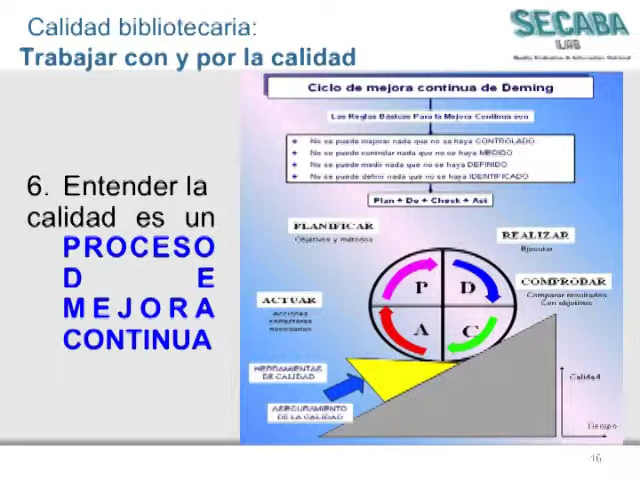 Calidad bibliotecaria:
Trabajar con y por la calidad
SECABA
LAB
Quality Evaluation & Information Retrieval
6. Entender la
calidad es un
PROCESO
D E
MEJORA
CONTINUA
Ciclo de mejora continua de Deming
Las Reglas Básicas Para la Mejora Continua son
No se puede mejorar nada que no se haya CONTROLADO
No se puede controlar nada que no se haya MEDIDO
No se puede medir nada que no se haya DEFINIDO
No se puede definir nada que no se haya IDENTIFICADO
Plan + Do + Check + Act
PLANIFICAR
Objetivos y métodos
REALIZAR
Ejecutar
P D
COMPROBAR
Comparar resultados
Con objetivos
ACTUAR
Acciones
correctoras
necesarias
A C
HERRAMIENTAS
DE CALIDAD
ASEGURAMIENTO
DE LA CALIDAD
Calidad
Tiempo
16